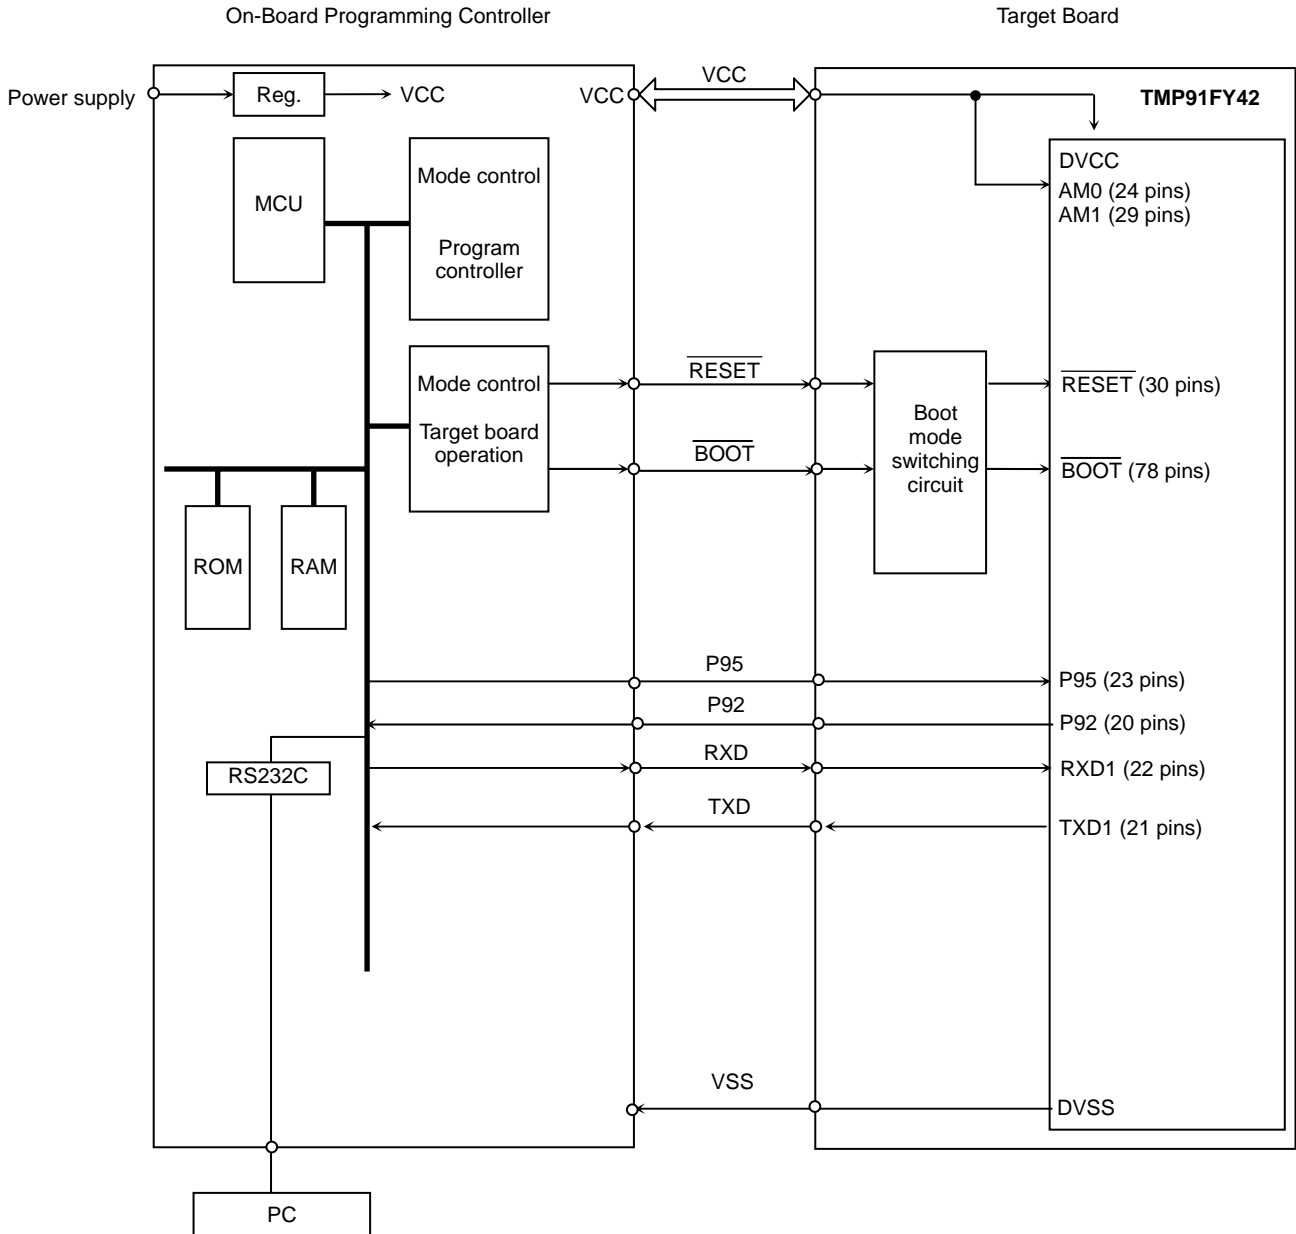 On-Board Programming Controller
Target Board
Power supply
Reg.
VCC
VCC
VCC
TMP91FY42
MCU
Mode control
Program
controller
DVCC
AM0 (24 pins)
AM1 (29 pins)
Mode control
Target board
operation
RESET
BOOT
Boot
mode
switching
circuit
RESET (30 pins)
BOOT (78 pins)
ROM
RAM
P95
P95 (23 pins)
P92
P92 (20 pins)
RS232C
RXD
RXD1 (22 pins)
TXD
TXD1 (21 pins)
VSS
DVSS
PC